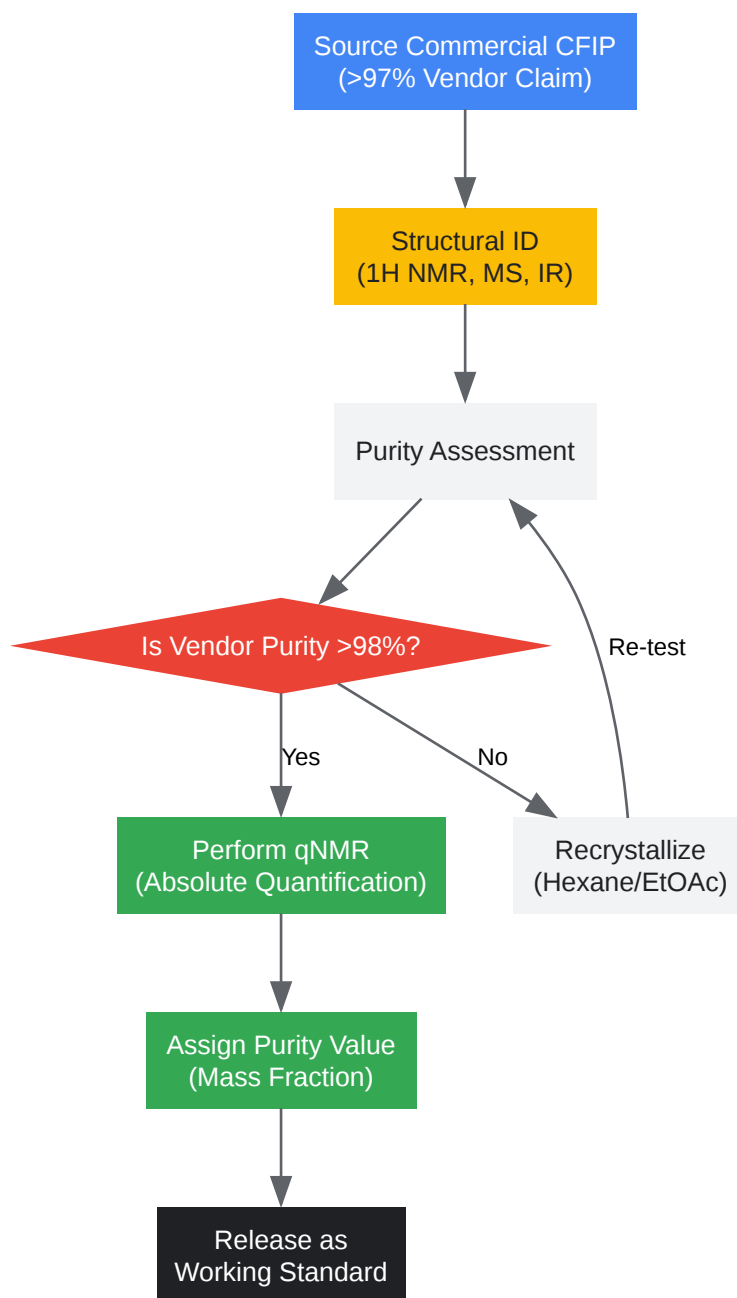 Source Commercial CFIP
(>97% Vendor Claim)
Structural ID
(1H NMR, MS, IR)
Purity Assessment
Is Vendor Purity >98%?
Re-test
Yes
No
Perform qNMR
(Absolute Quantification)
Recrystallize
(Hexane/EtOAc)
Assign Purity Value
(Mass Fraction)
Release as
Working Standard